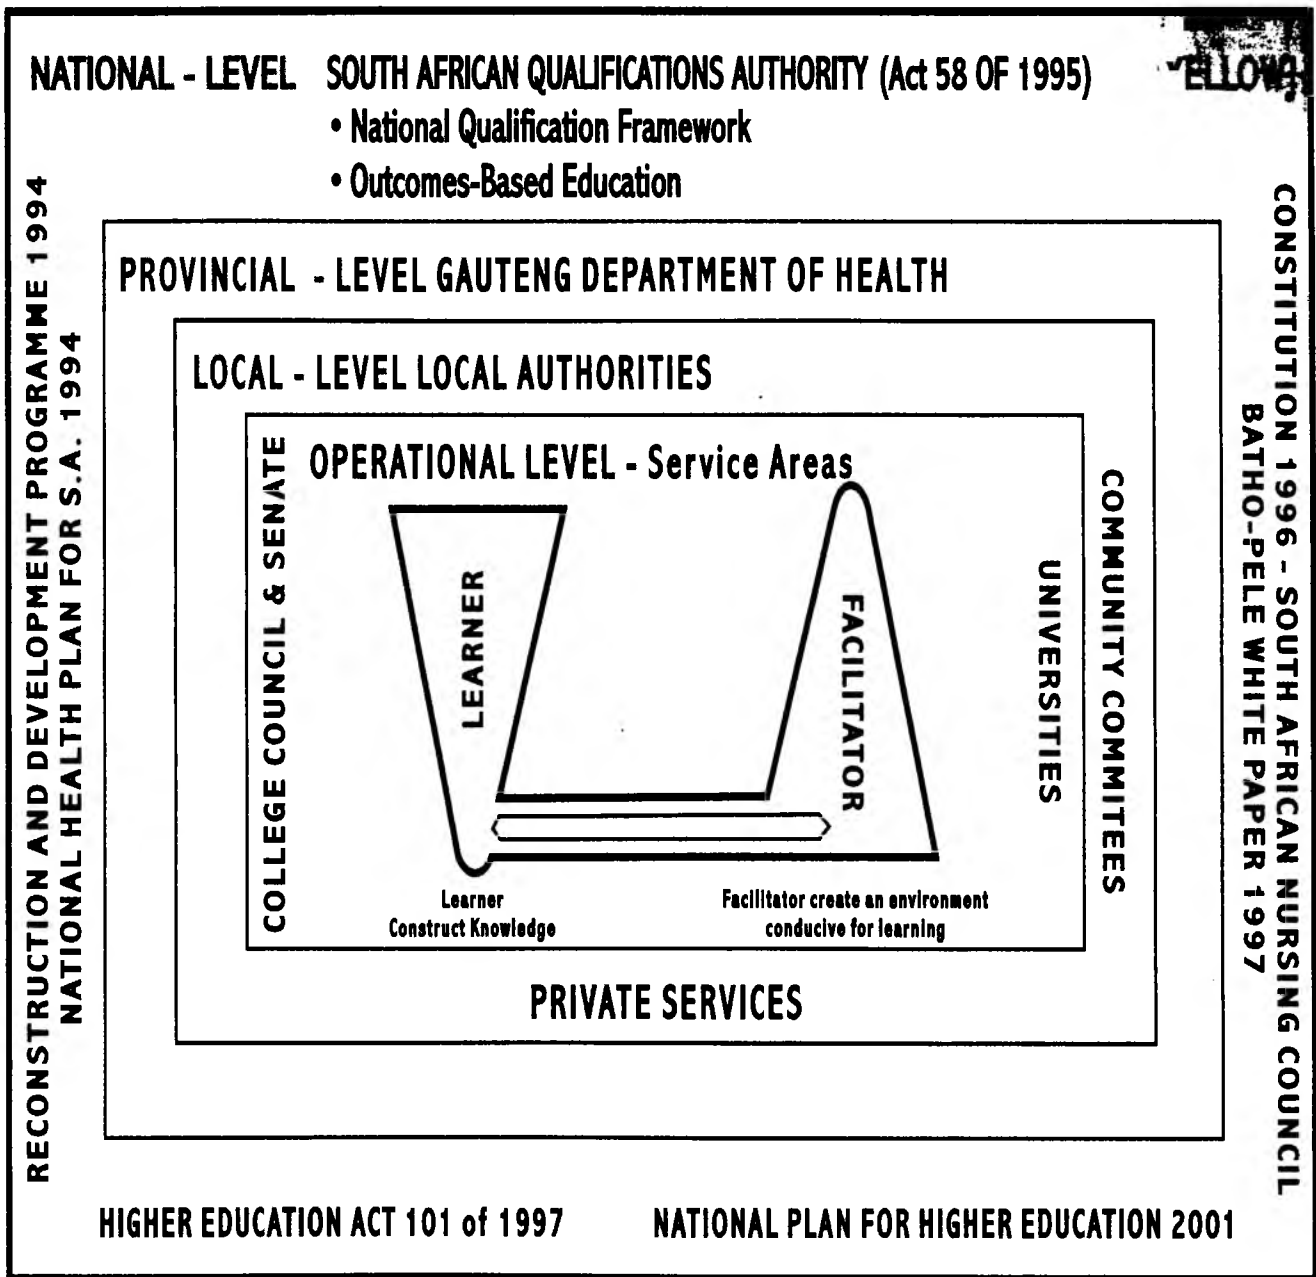 NATIONAL - LEVEL SOUTH AFRICAN QUALIFICATIONS AUTHORITY (Act 58 OF 1995)
• National Qualification Framework
• Outcomes-Based Education
RECONSTRUCTION AND DEVELOPMENT PROGRAMME 1994
NATIONAL HEALTH PLAN FOR S.A. 1994
CONSTITUTION 1996 - SOUTH AFRICAN NURSING COUNCIL
BATHO-PELE WHITE PAPER 1997
PROVINCIAL - LEVEL GAUTENG DEPARTMENT OF HEALTH
LOCAL - LEVEL LOCAL AUTHORITIES
COLLEGE COUNCIL & SENATE
OPERATIONAL LEVEL - Service Areas
LEARNER
FACILITATOR
UNIVERSITIES
COMMUNITY COMMITEES
Learner
Construct Knowledge
Facilitator create an environment
conducive for learning
PRIVATE SERVICES
HIGHER EDUCATION ACT 101 of 1997 NATIONAL PLAN FOR HIGHER EDUCATION 2001